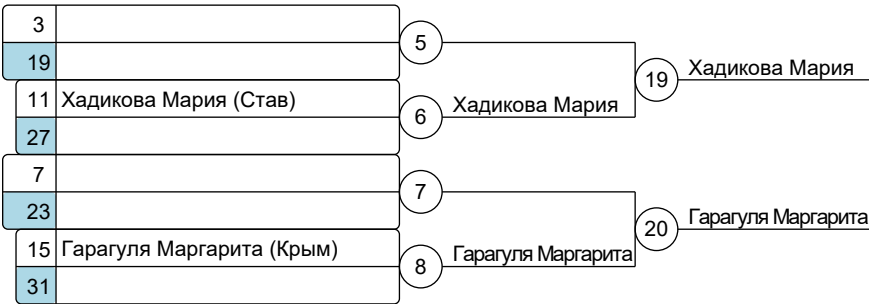 3
5
19
19 Хадикова Мария
11 Хадикова Мария (Став)
6 Хадикова Мария
27
7
7
23
20 Гарагуля Маргарита
15 Гарагуля Маргарита (Крым)
8 Гарагуля Маргарита
31